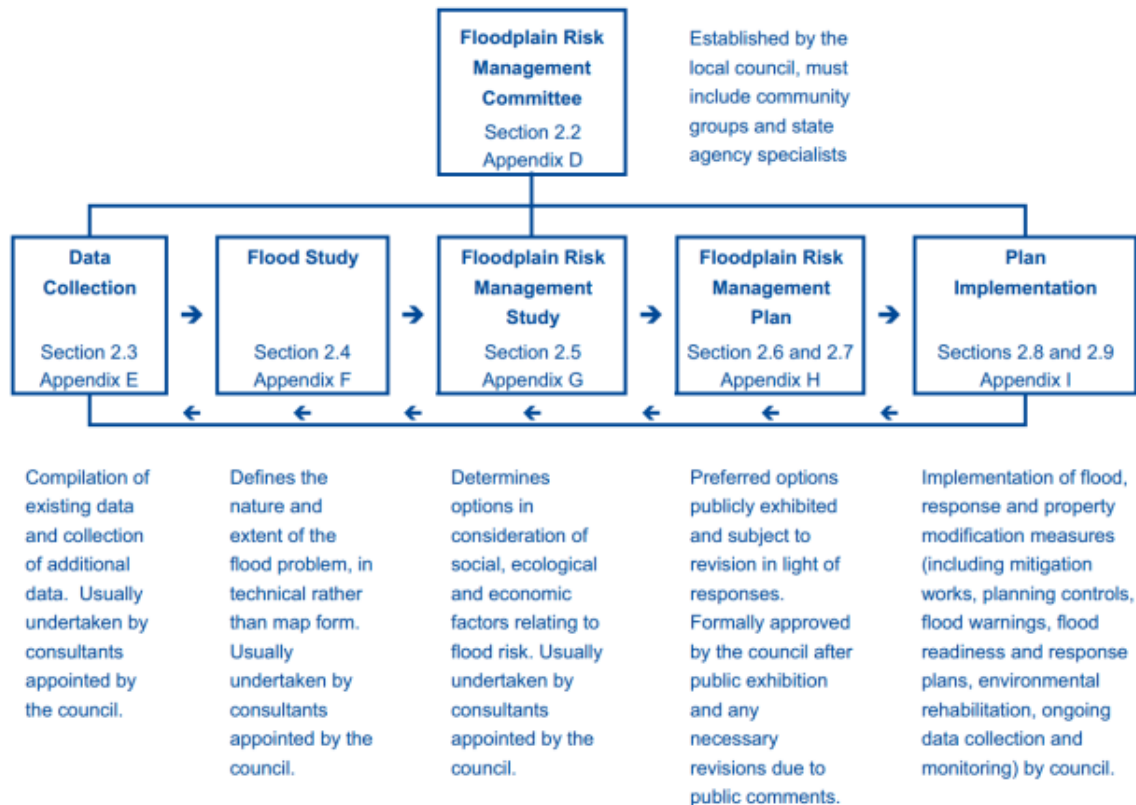 Floodplain Risk
Management
Committee
Section 2.2
Appendix D
Established by the
local council, must
include community
groups and state
agency specialists
Data
Collection
Section 2.3
Appendix E
➔
Flood Study
Section 2.4
Appendix F
➔
Floodplain Risk
Management
Study
Section 2.5
Appendix G
➔
Floodplain Risk
Management
Plan
Section 2.6 and 2.7
Appendix H
➔
Plan
Implementation
Sections 2.8 and 2.9
Appendix I
Compilation of
existing data
and collection
of additional
data. Usually
undertaken by
consultants
appointed by
the council.
Defines the
nature and
extent of the
flood problem, in
technical rather
than map form.
Usually
undertaken by
consultants
appointed by the
council.
Determines
options in
consideration of
social, ecological
and economic
factors relating to
flood risk. Usually
undertaken by
consultants
appointed by the
council.
Preferred options
publicly exhibited
and subject to
revision in light of
responses.
Formally approved
by the council after
public exhibition
and any
necessary
revisions due to
public comments.
Implementation of flood,
response and property
modification measures
(including mitigation
works, planning controls,
flood warnings, flood
readiness and response
plans, environmental
rehabilitation, ongoing
data collection and
monitoring) by council.